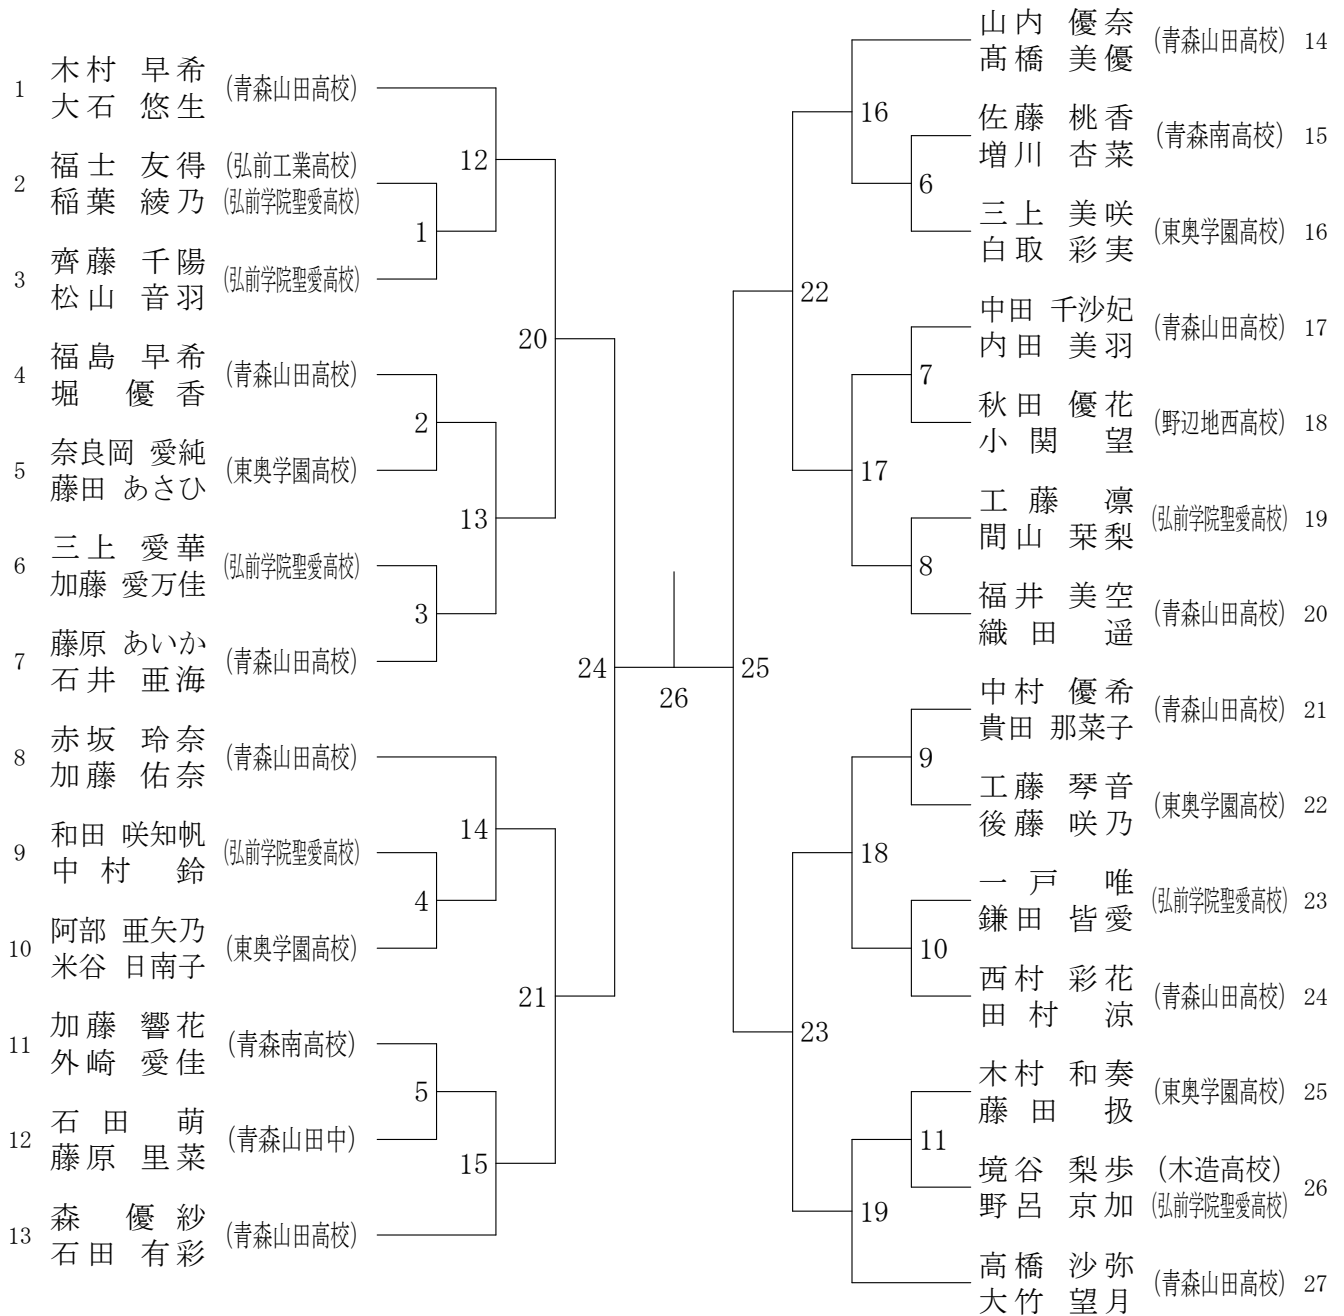 1 木村 早希 (青森山田高校)
大石 悠生
2 福士 友得 (弘前工業高校)
稲葉 綾乃 (弘前学院聖愛高校)
3 齊藤 千陽 (弘前学院聖愛高校)
松山 音羽
4 福島 早希 (青森山田高校)
堀 優香
5 奈良岡 愛純 (東奥学園高校)
藤田 あさひ
6 三上 愛華 (弘前学院聖愛高校)
加藤 愛万佳
7 藤原 あいか (青森山田高校)
石井 亜海
8 赤坂 玲奈 (青森山田高校)
加藤 佑奈
9 和田 咲知帆 (弘前学院聖愛高校)
中村 鈴
10 阿部 亜矢乃 (東奥学園高校)
米谷 日南子
11 加藤 響花 (青森南高校)
外崎 愛佳
12 石田 萌 (青森山田中)
藤原 里菜
13 森 優紗 (青森山田高校)
石田 有彩
12
1
20
2
13
3
24
14
4
21
5
15
26
25
22
16
6
7
17
8
9
18
10
23
11
19
山内 優奈 (青森山田高校) 14
髙橋 美優
佐藤 桃香 (青森南高校) 15
増川 杏菜
三上 美咲 (東奥学園高校) 16
白取 彩実
中田 千沙妃 (青森山田高校) 17
内田 美羽
秋田 優花 (野辺地西高校) 18
小関 望
工藤 凛 (弘前学院聖愛高校) 19
間山 栞梨
福井 美空 (青森山田高校) 20
織田 遥
中村 優希 (青森山田高校) 21
貴田 那菜子
工藤 琴音 (東奥学園高校) 22
後藤 咲乃
一戸 唯 (弘前学院聖愛高校) 23
鎌田 皆愛
西村 彩花 (青森山田高校) 24
田村 涼
木村 和奏 (東奥学園高校) 25
藤田 扱
境谷 梨歩 (木造高校) 26
野呂 京加 (弘前学院聖愛高校)
高橋 沙弥 (青森山田高校) 27
大竹 望月